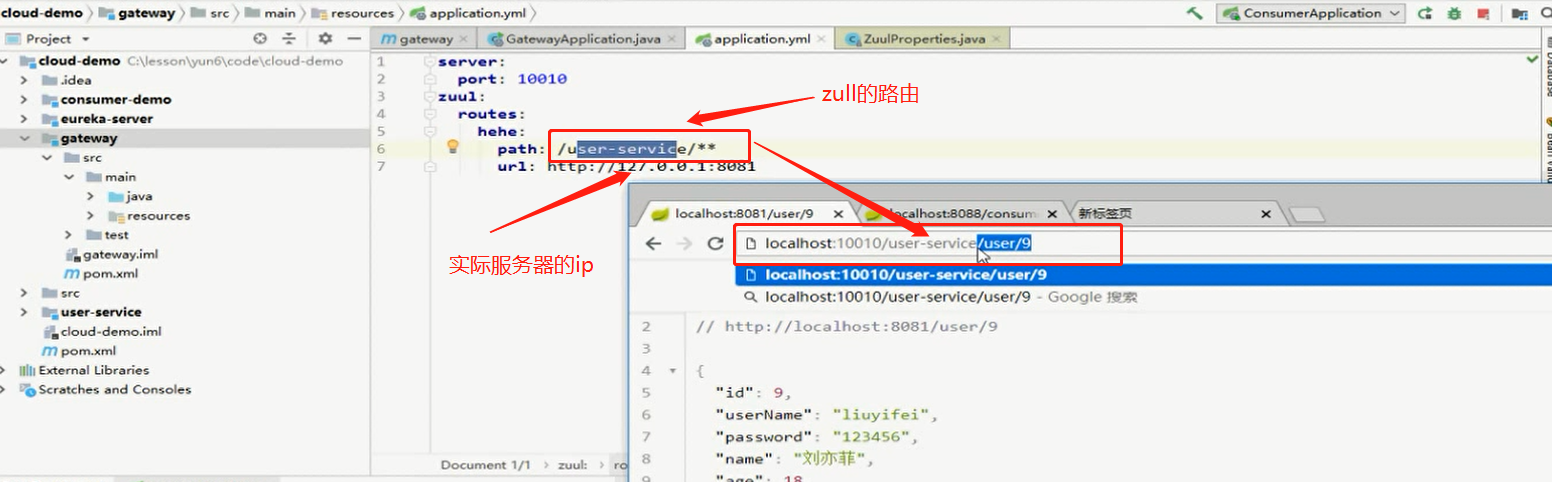 cloud-demo gateway src main resources application.yml
ConsumerApplication
Project
gateway GatewayApplication.java application.yml ZuulProperties.java
cloud-demo C:\lesson\yun6\code\cloud-demo
.idea
consumer-demo
eureka-server
gateway
src
main
java
resources
test
gateway.iml
pom.xml
src
user-service
cloud-demo.iml
pom.xml
External Libraries
Scratches and Consoles
1 server:
2 port: 10010
3 zuul:
4 routes:
5 hehe:
6 path: /user-service/**
7 url: http://127.0.0.1:8081
zull的路由
实际服务器的ip
Document 1/1 zuul: ro
Database
localhost:8081/user/9 localhost:8088/consum 新标签页
localhost:10010/user-service/user/9
localhost:10010/user-service/user/9
localhost:10010/user-service/user/9 - Google 搜索
2 // http://localhost:8081/user/9
3
4 {
5 "id": 9,
6 "userName": "liuyifei",
7 "password": "123456",
8 "name": "刘亦菲",
9 "age": 18